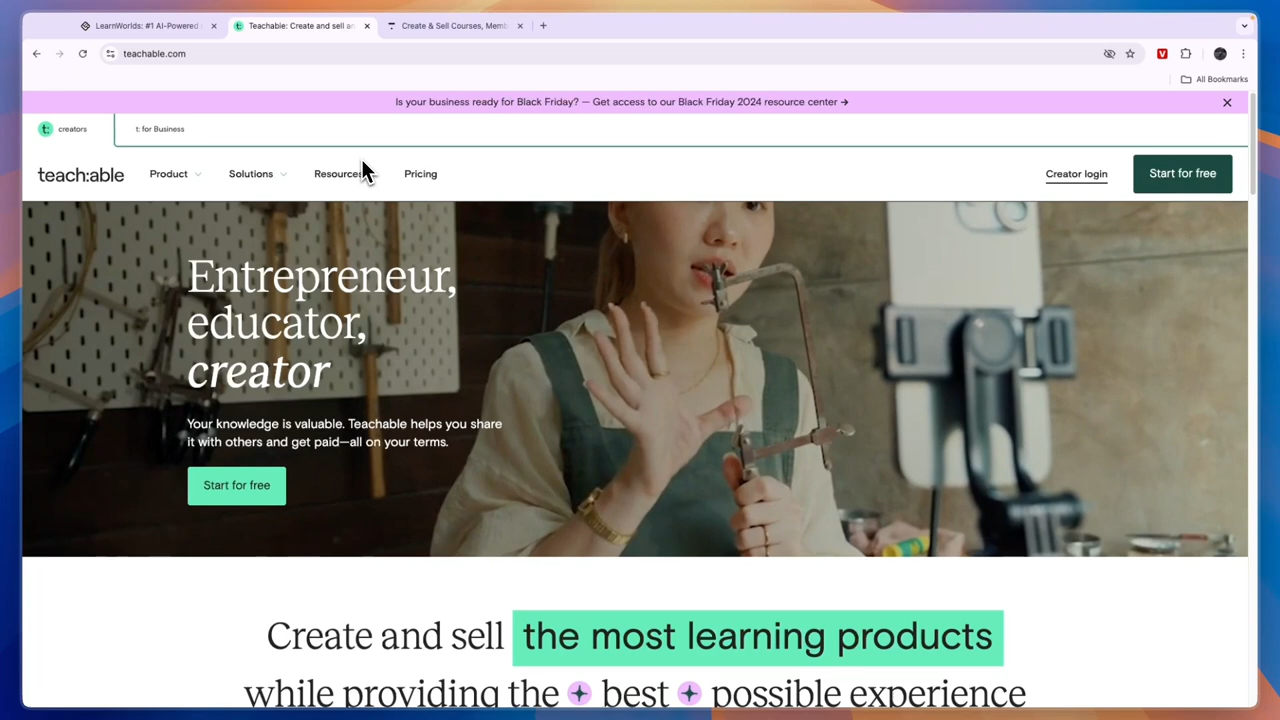 LearnWorlds: #1 AI-Powered
Teachable: Create and sell an
Create & Sell Courses, Memb
teachable.com
All Bookmarks
Is your business ready for Black Friday? — Get access to our Black Friday 2024 resource center →
t: creators
t: for Business
teach:able
Product
Solutions
Resources
Pricing
Creator login
Start for free
Entrepreneur,
educator,
creator
Your knowledge is valuable. Teachable helps you share
it with others and get paid—all on your terms.
Start for free
Create and sell the most learning products
while providing the best possible experience